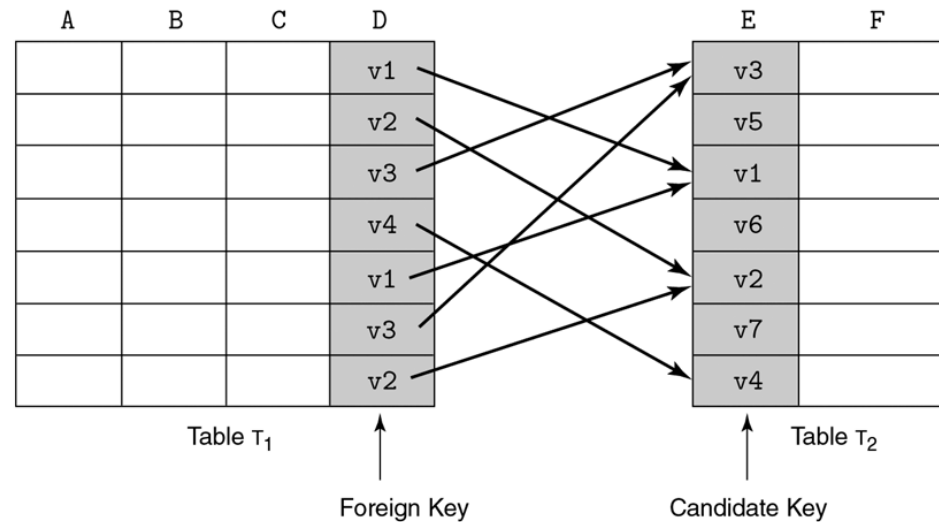 A B C D E F
v1 v3
v2 v5
v3 v1
v4 v6
v1 v2
v3 v7
v2 v4
Table T1 Table T2
Foreign Key Candidate Key